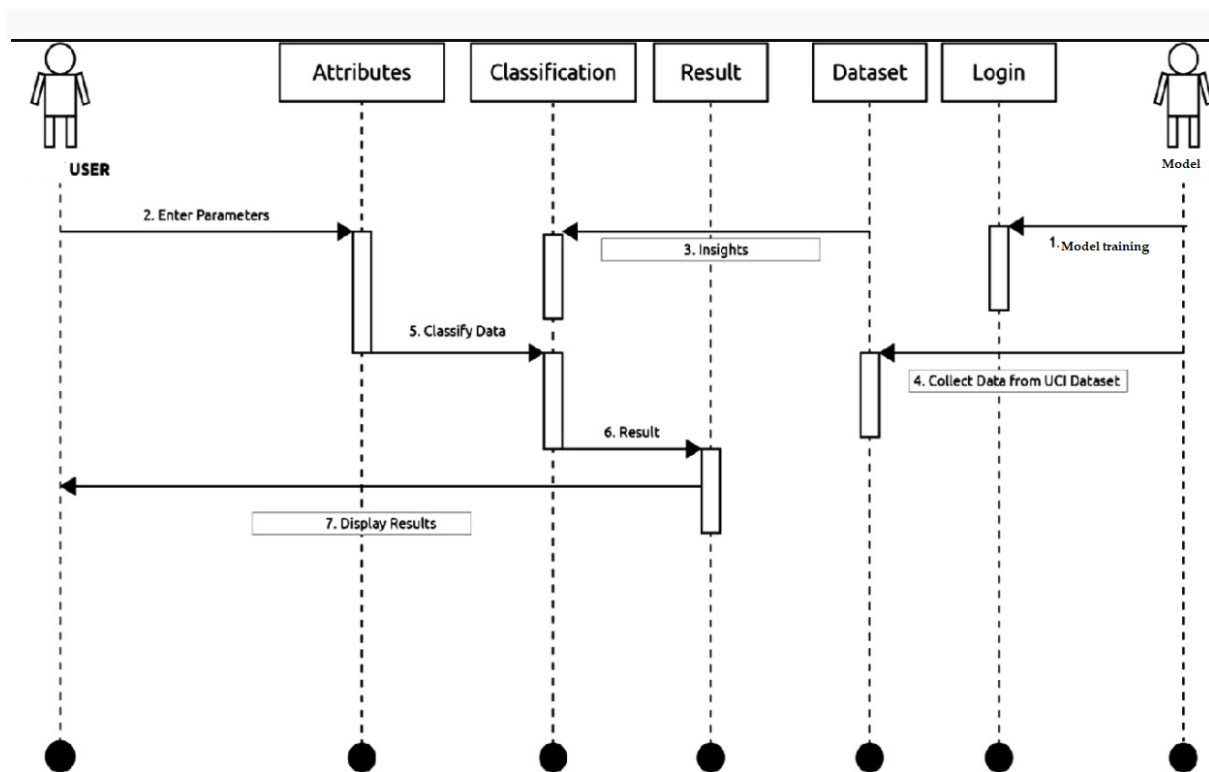 Attributes
Classification
Result
Dataset
Login
USER
Model
2. Enter Parameters
3. Insights
1. Model training
5. Classify Data
4. Collect Data from UCI Dataset
6. Result
7. Display Results